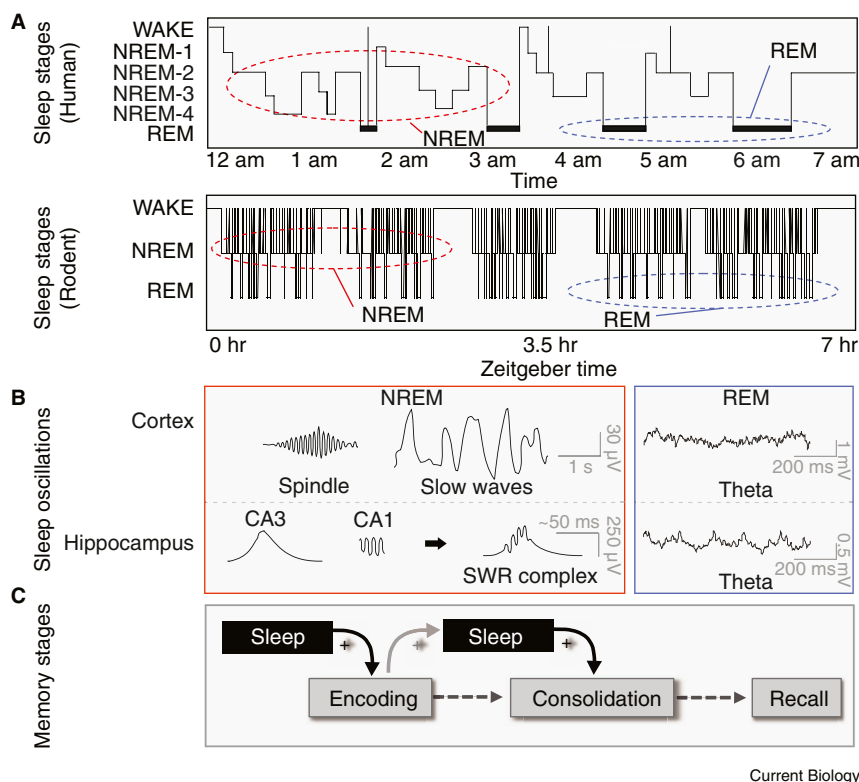 A
Sleep stages
(Human)
WAKE
NREM-1
NREM-2
NREM-3
NREM-4
REM
NREM
REM
12 am 1 am 2 am 3 am 4 am 5 am 6 am 7 am
Time
Sleep stages
(Rodent)
WAKE
NREM
REM
NREM
REM
0 hr 3.5 hr 7 hr
Zeitgeber time
B
Sleep oscillations
Cortex
NREM
Spindle
Slow waves
1 s
30 µV
REM
200 ms
1 mV
Theta
Hippocampus
CA3
CA1
~50 ms
250 µV
SWR complex
200 ms
0.5 mV
Theta
C
Memory stages
Sleep
+
+
Sleep
+
Encoding
Consolidation
Recall
Current Biology